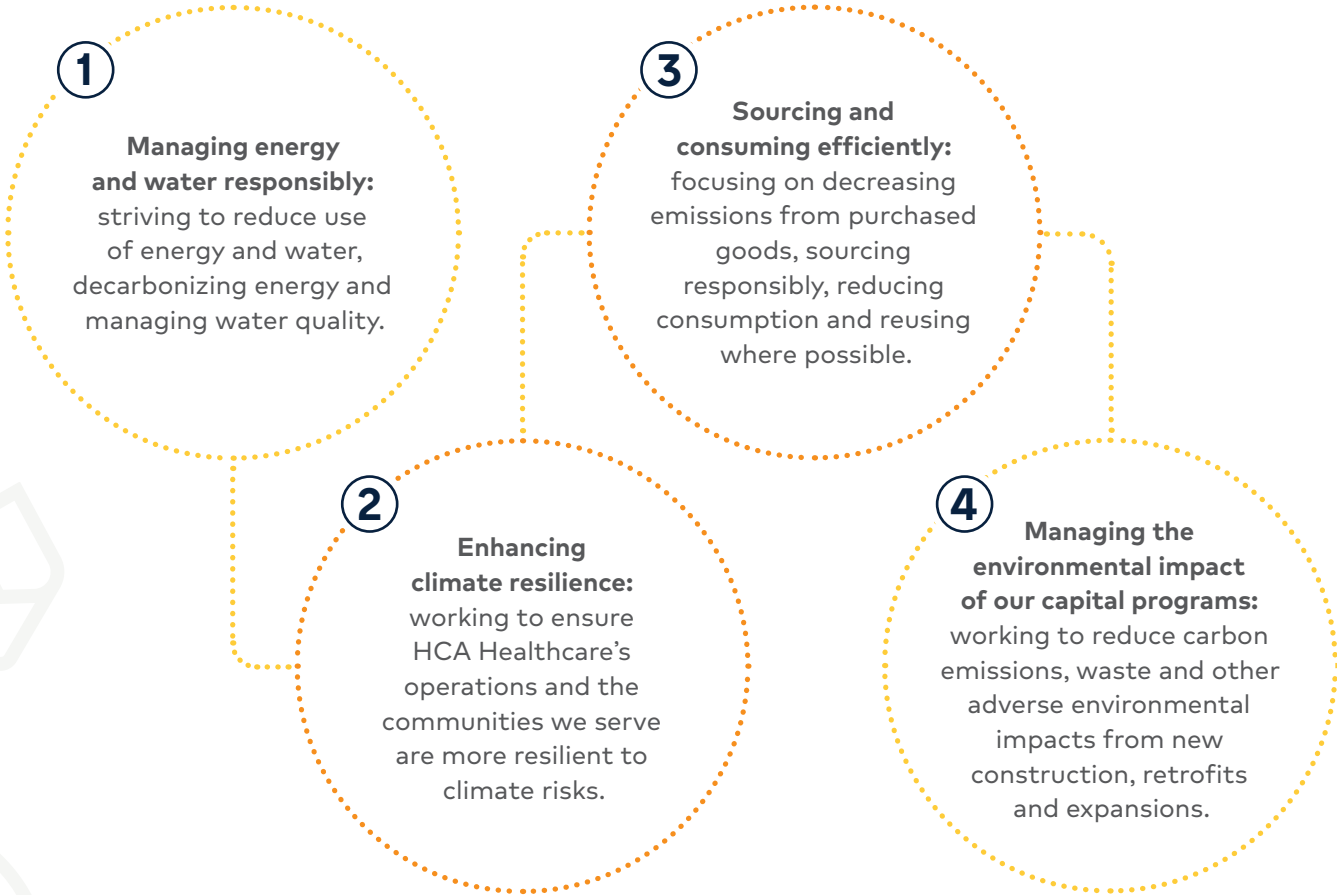 1
Managing energy
and water responsibly:
striving to reduce use
of energy and water,
decarbonizing energy and
managing water quality.
2
Enhancing
climate resilience:
working to ensure
HCA Healthcare’s
operations and the
communities we serve
are more resilient to
climate risks.
3
Sourcing and
consuming efficiently:
focusing on decreasing
emissions from purchased
goods, sourcing
responsibly, reducing
consumption and reusing
where possible.
4
Managing the
environmental impact
of our capital programs:
working to reduce carbon
emissions, waste and other
adverse environmental
impacts from new
construction, retrofits
and expansions.